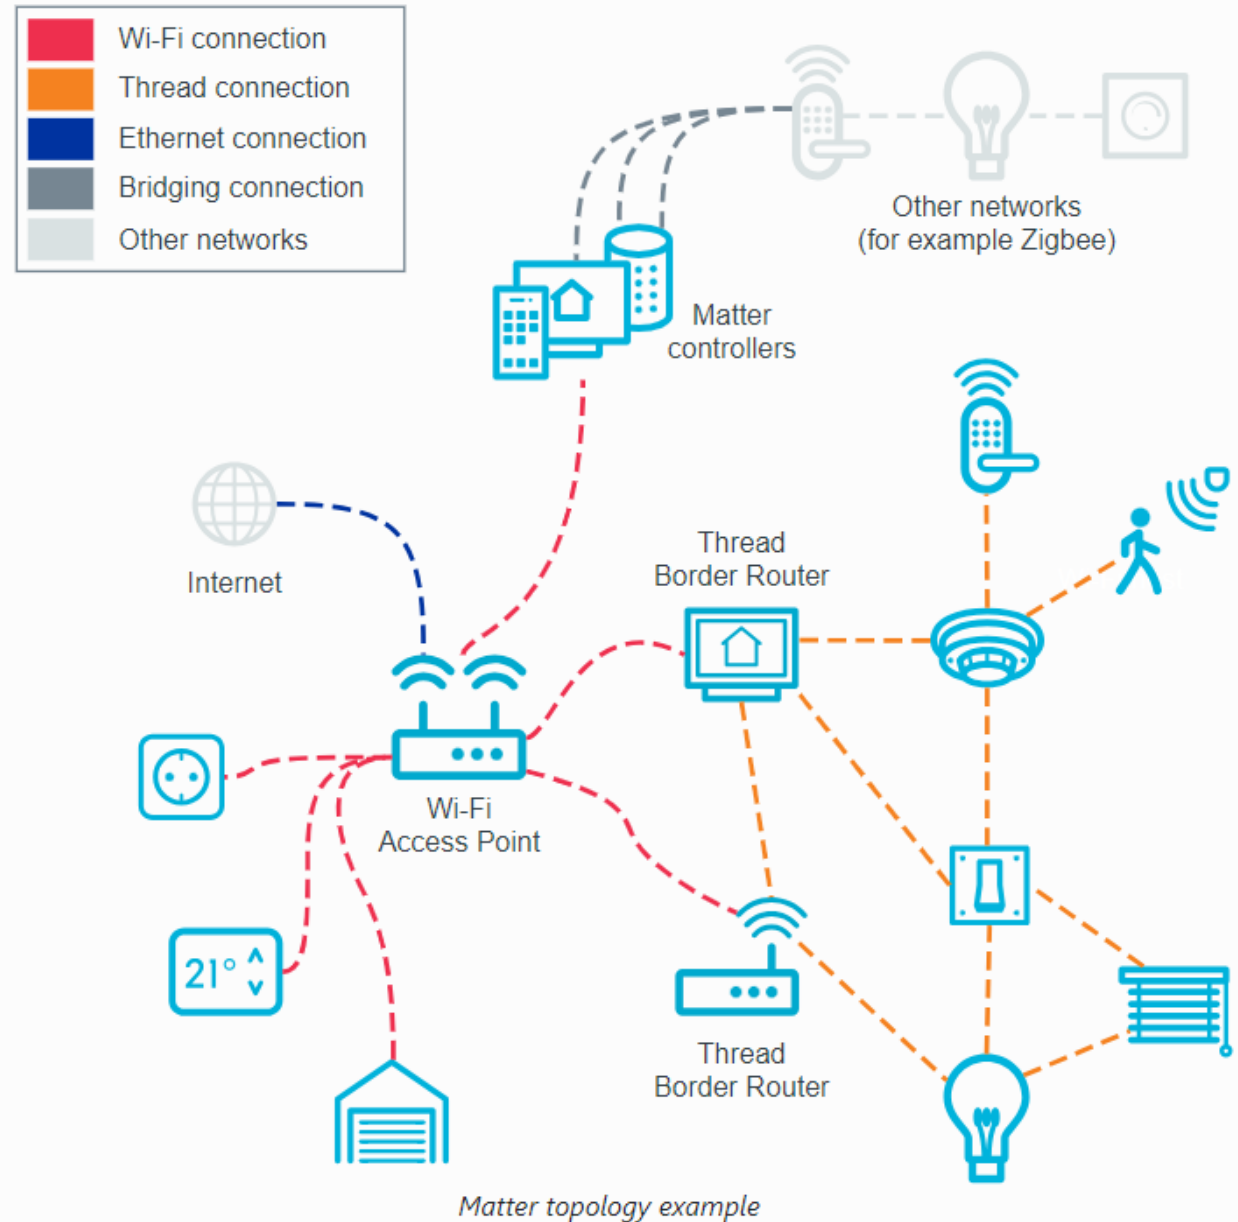 Wi-Fi connection
Thread connection
Ethernet connection
Bridging connection
Other networks
Other networks
(for example Zigbee)
Matter
controllers
Internet
Thread
Border Router
Wi-Fi
Access Point
21°
Thread
Border Router
Matter topology example